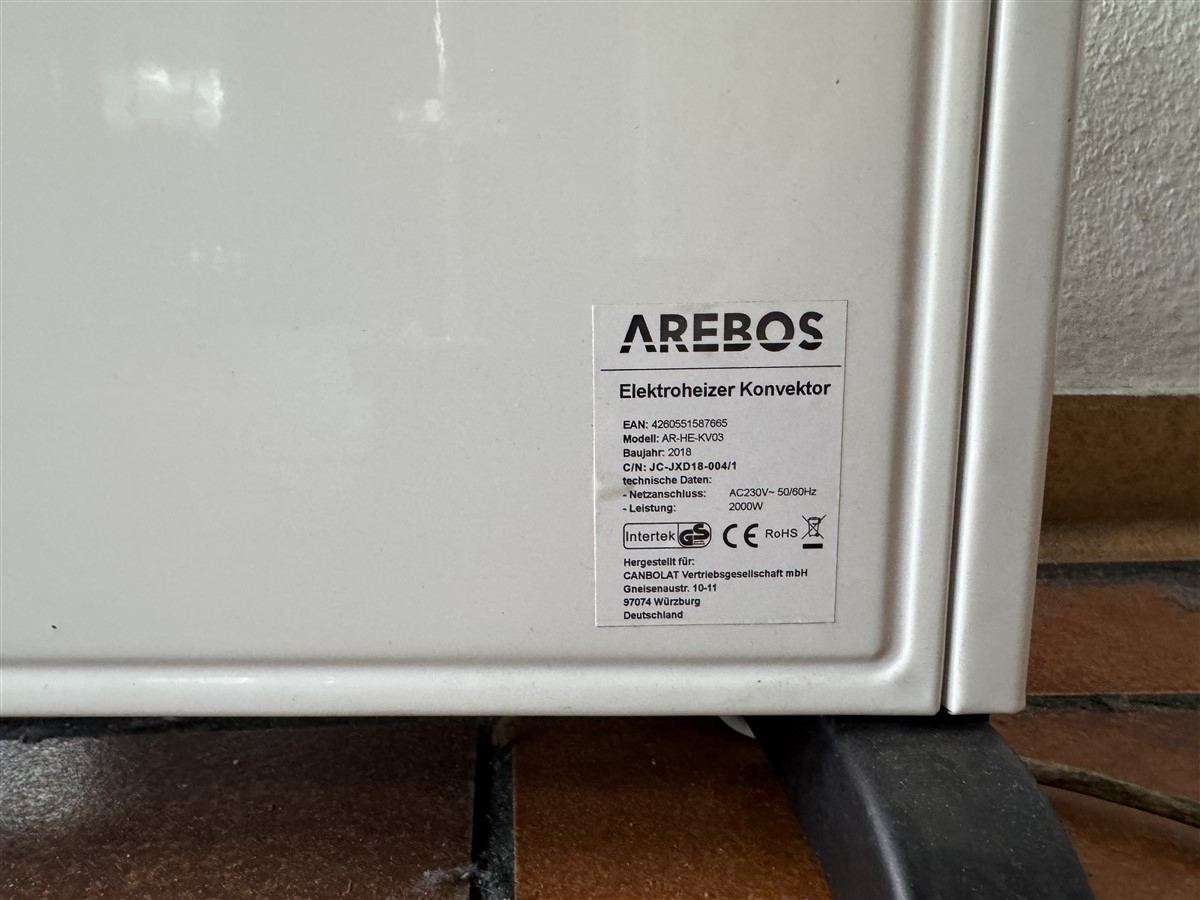 AREBOS
Elektroheizer Konvektor
EAN: 4260551587665
Modell: AR-HE-KV03
Baujahr: 2018
C/N: JC-JXD18-004/1
technische Daten:
- Netzanschluss: AC230V~ 50/60Hz
- Leistung: 2000W
Intertek GS CE RoHS
Hergestellt für:
CANBOLAT Vertriebsgesellschaft mbH
Gneisenaustr. 10-11
97074 Würzburg
Deutschland